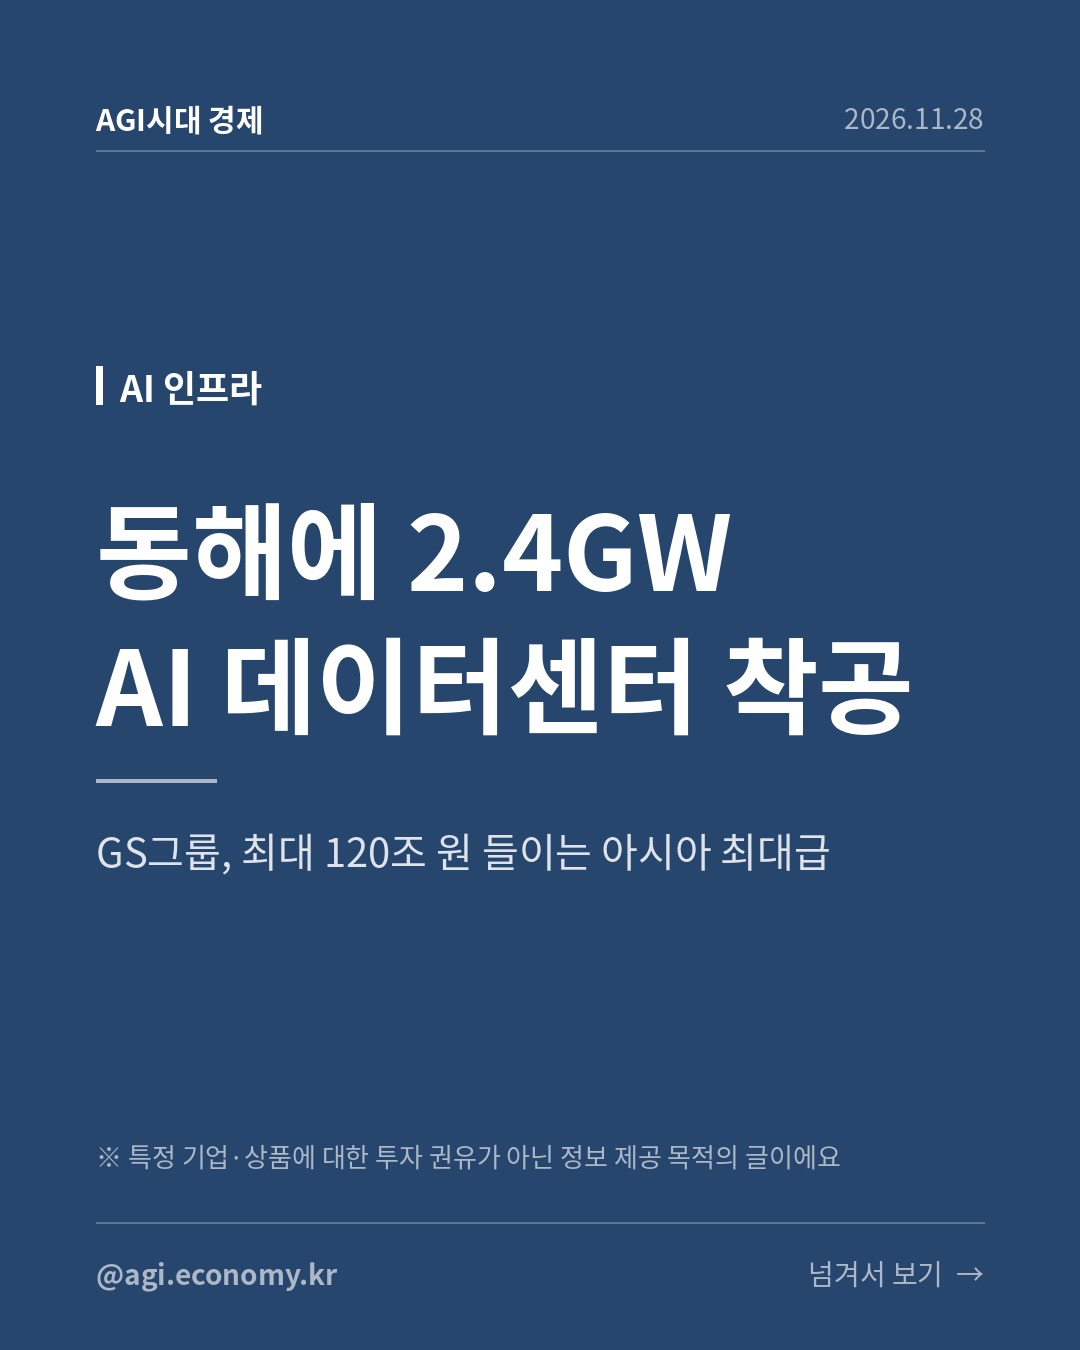 AGI시대 경제
2026.11.28
AI 인프라
동해에 2.4GW
AI 데이터센터 착공
GS그룹, 최대 120조 원 들이는 아시아 최대급
※ 특정 기업·상품에 대한 투자 권유가 아닌 정보 제공 목적의 글이에요
@agi.economy.kr
넘겨서 보기 →